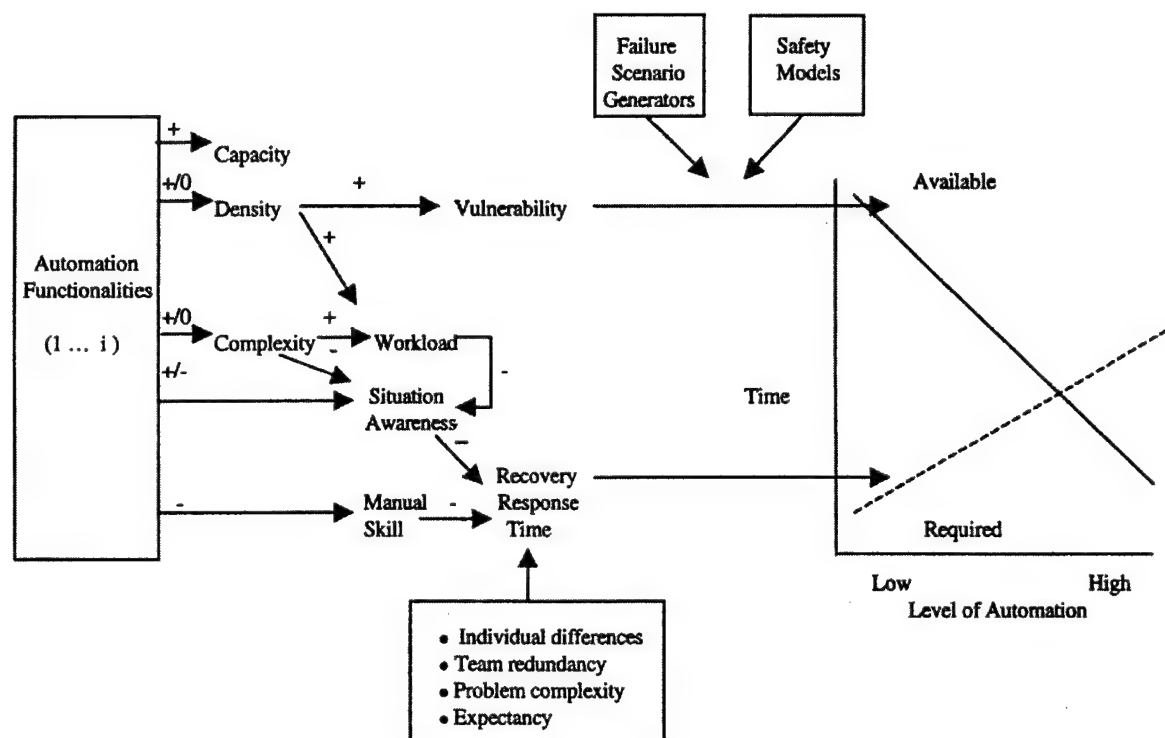 Failure
Scenario
Generators
Safety
Models
Automation
Functionalities
(1 ... i)
+
Capacity
+/0
Density
+
Vulnerability
+
+/0
Complexity
+
Workload
-
-
+/-
Situation
Awareness
-
Recovery
Response
Time
-
Manual
Skill
-
• Individual differences
• Team redundancy
• Problem complexity
• Expectancy
Available
Time
Required
Low
High
Level of Automation